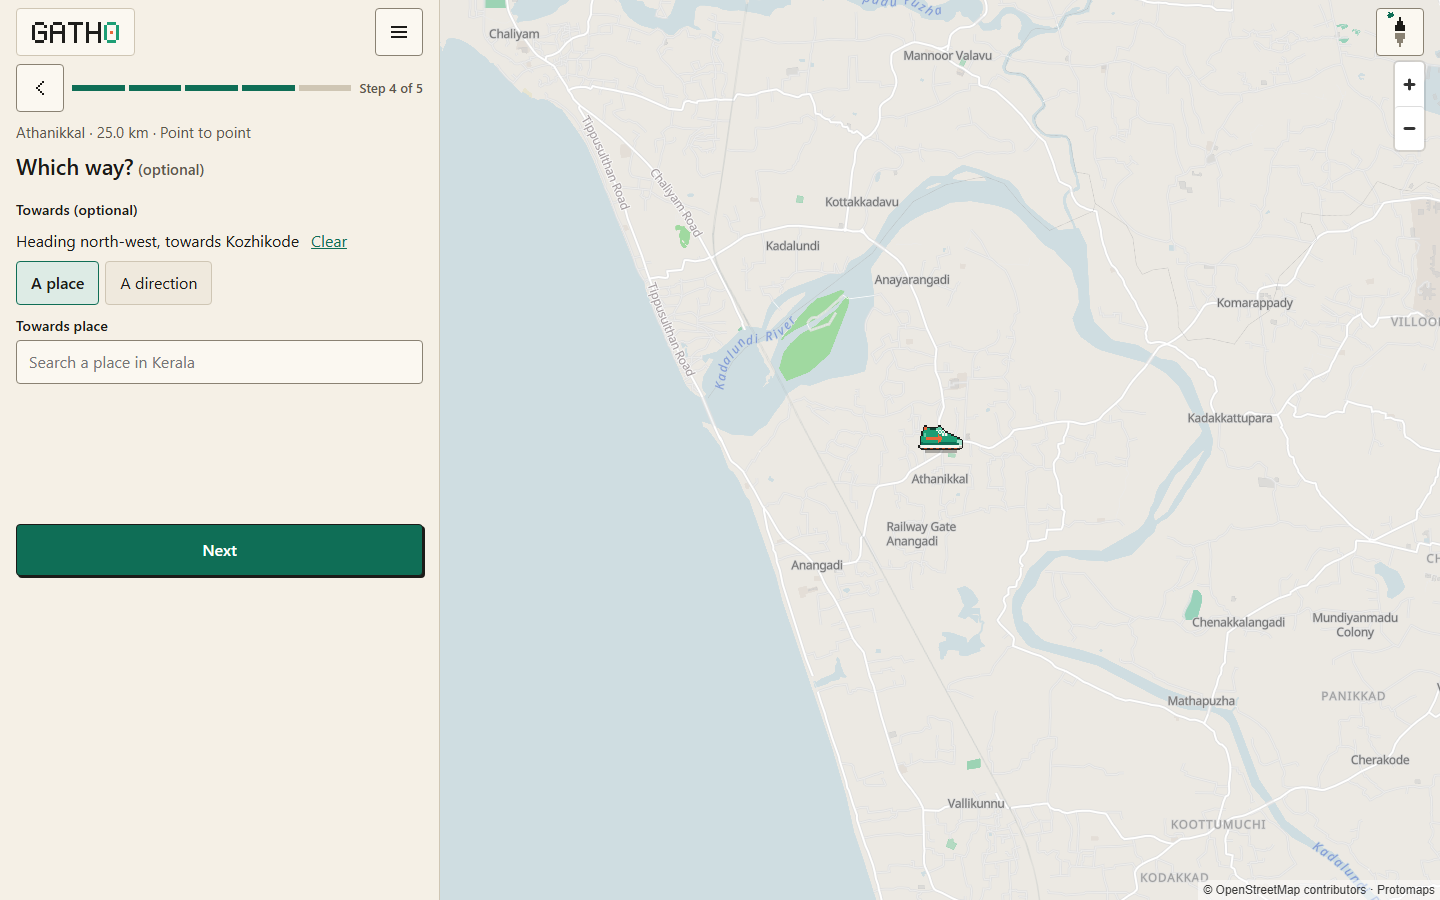 GATHO
Step 4 of 5
Athanikkal · 25.0 km · Point to point
Which way? (optional)
Towards (optional)
Heading north-west, towards Kozhikode Clear
A place
A direction
Towards place
Search a place in Kerala
Next
Chaliyam
Mannoor Valavu
Tippusulthan Road
Chaliyam Road
Kottakkadavu
Kadalundi
Anayarangadi
Komarappady
Tippusulthan Road
Kadalundi River
Kadakkattupara
Athanikkal
Railway Gate
Anangadi
Anangadi
Chenakkalangadi
Mundiyanmadu
Colony
Mathapuzha
PANIKKAD
Cherakode
Vallikunnu
KOOTTUMUCHI
KODAKKAD
© OpenStreetMap contributors · Protomaps